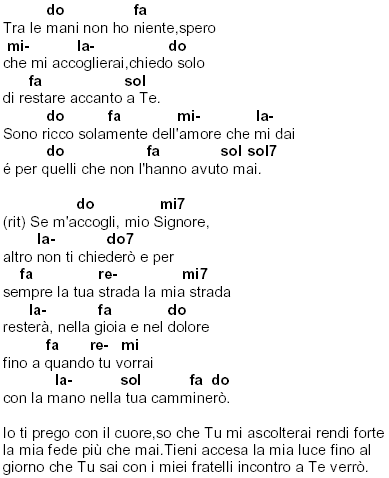 do fa
Tra le mani non ho niente,spero
mi- la- do
che mi accoglierai,chiedo solo
fa sol
di restare accanto a Te.
do fa mi- la-
Sono ricco solamente dell'amore che mi dai
do fa sol sol7
é per quelli che non l'hanno avuto mai.
do mi7
(rit) Se m'accogli, mio Signore,
la- do7
altro non ti chiederò e per
fa re- mi7
sempre la tua strada la mia strada
la- fa do
resterà, nella gioia e nel dolore
fa re- mi
fino a quando tu vorrai
la- sol fa do
con la mano nella tua camminerò.
Io ti prego con il cuore,so che Tu mi ascolterai rendi forte
la mia fede più che mai.Tieni accesa la mia luce fino al
giorno che Tu sai con i miei fratelli incontro a Te verrò.